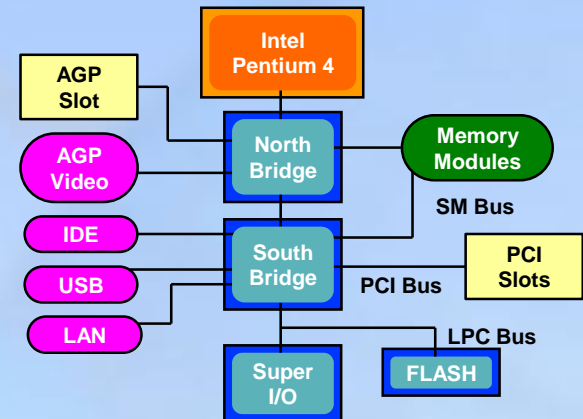 Intel
Pentium 4
AGP
Slot
North
Bridge
Memory
Modules
AGP
Video
SM Bus
IDE
South
Bridge
PCI
Slots
USB
PCI Bus
LAN
LPC Bus
Super
I/O
FLASH